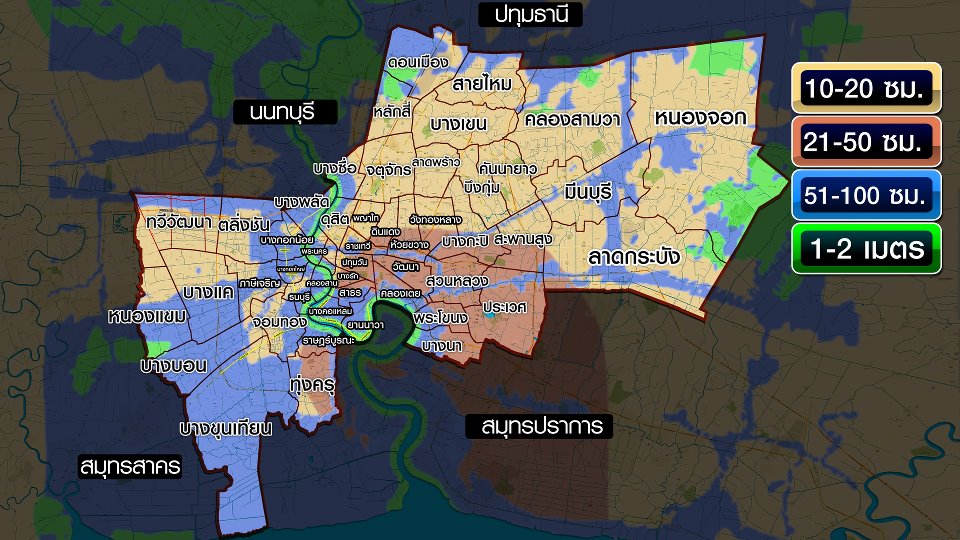 ปทุมธานี
ดอนเมือง
สายไหม
10-20 ซม.
นนทบุรี
หลักสี่
บางเขน
คลองสามวา
หนองจอก
21-50 ซม.
บางซื่อ
จตุจักร
ลาดพร้าว
คันนายาว
บึงกุ่ม
มีนบุรี
51-100 ซม.
บางพลัด
ทวีวัฒนา
ตลิ่งชัน
ดุสิต
พญาไท
วังทองหลาง
ดินแดง
1-2 เมตร
บางกอกน้อย
พระนคร
ราชเทวี
ห้วยขวาง
บางกะปิ
สะพานสูง
ลาดกระบัง
ปทุมวัน
วัฒนา
บางกอกใหญ่
บางรัก
สวนหลวง
บางแค
ภาษีเจริญ
คลองสาน
ธนบุรี
สาธร
คลองเตย
ประเวศ
หนองแขม
จอมทอง
บางคอแหลม
ยานนาวา
พระโขนง
ราษฎร์บูรณะ
บางนา
บางบอน
ทุ่งครุ
บางขุนเทียน
สมุทรปราการ
สมุทรสาคร